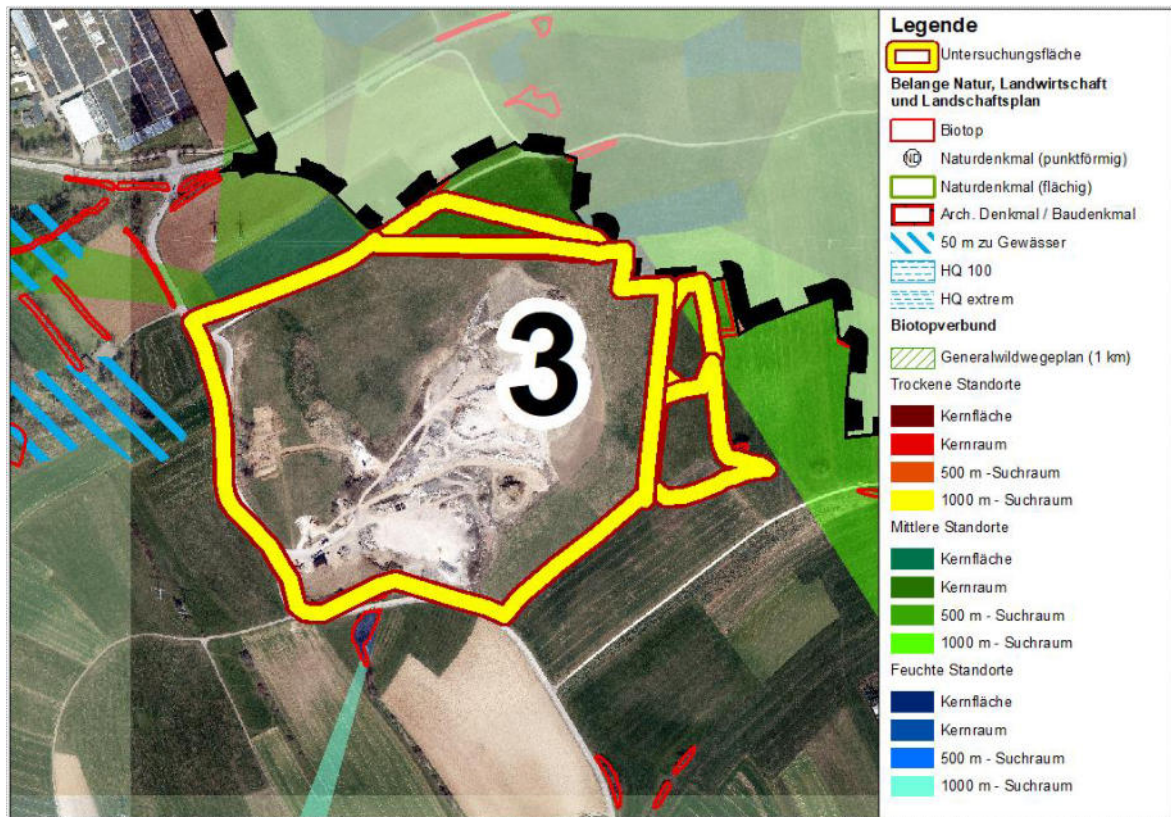 3
Legende
Untersuchungsfläche
Belange Natur, Landwirtschaft
und Landschaftsplan
Biotop
ND Naturdenkmal (punktförmig)
Naturdenkmal (flächig)
Arch. Denkmal / Baudenkmal
50 m zu Gewässer
HQ 100
HQ extrem
Biotopverbund
Generalwildwegeplan (1 km)
Trockene Standorte
Kernfläche
Kernraum
500 m -Suchraum
1000 m - Suchraum
Mittlere Standorte
Kernfläche
Kernraum
500 m - Suchraum
1000 m - Suchraum
Feuchte Standorte
Kernfläche
Kernraum
500 m - Suchraum
1000 m - Suchraum